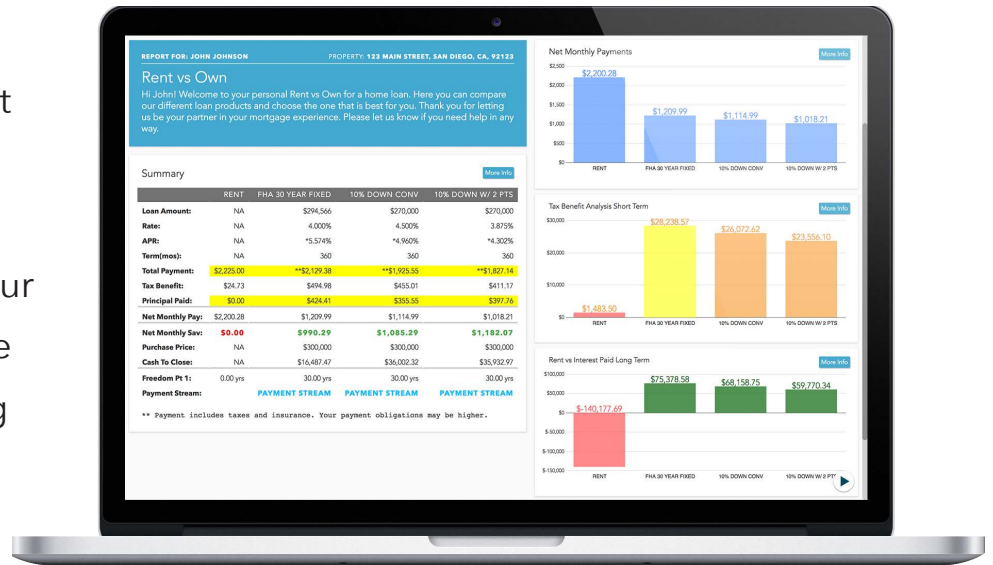 t
ur
e
g
REPORT FOR: JOHN JOHNSON PROPERTY: 123 MAIN STREET, SAN DIEGO, CA, 92123
Rent vs Own
Hi John! Welcome to your personal Rent vs Own for a home loan. Here you can compare
our different loan products and choose the one that is best for you. Thank you for letting
us be your partner in your mortgage experience. Please let us know if you need help in any
way.
Summary More Info
RENT FHA 30 YEAR FIXED 10% DOWN CONV 10% DOWN W/ 2 PTS
Loan Amount: NA $294,566 $270,000 $270,000
Rate: NA 4.000% 4.500% 3.875%
APR: NA *5.574% *4.960% *4.302%
Term(mos): NA 360 360 360
Total Payment: $2,225.00 **$2,129.38 **$1,925.55 **$1,827.14
Tax Benefit: $24.73 $494.98 $455.01 $411.17
Principal Paid: $0.00 $424.41 $355.55 $397.76
Net Monthly Pay: $2,200.28 $1,209.99 $1,114.99 $1,018.21
Net Monthly Sav: $0.00 $990.29 $1,085.29 $1,182.07
Purchase Price: NA $300,000 $300,000 $300,000
Cash To Close: NA $16,487.47 $36,002.32 $35,932.97
Freedom Pt 1: 0.00 yrs 30.00 yrs 30.00 yrs 30.00 yrs
Payment Stream: PAYMENT STREAM PAYMENT STREAM PAYMENT STREAM
** Payment includes taxes and insurance. Your payment obligations may be higher.
Net Monthly Payments More Info
$2,500
$2,200.28
$2,000
$1,500
$1,209.99 $1,114.99 $1,018.21
$1,000
$500
$0
RENT FHA 30 YEAR FIXED 10% DOWN CONV 10% DOWN W/ 2 PTS
Tax Benefit Analysis Short Term More Info
$30,000
$28,238.57 $26,072.62 $23,556.10
$20,000
$10,000
$1,483.50
$0
RENT FHA 30 YEAR FIXED 10% DOWN CONV 10% DOWN W/ 2 PTS
Rent vs Interest Paid Long Term More Info
$100,000
$75,378.58 $68,158.75 $59,770.34
$50,000
$0 $-140,177.69
$-50,000
$-100,000
$-150,000
RENT FHA 30 YEAR FIXED 10% DOWN CONV 10% DOWN W/ 2 PT